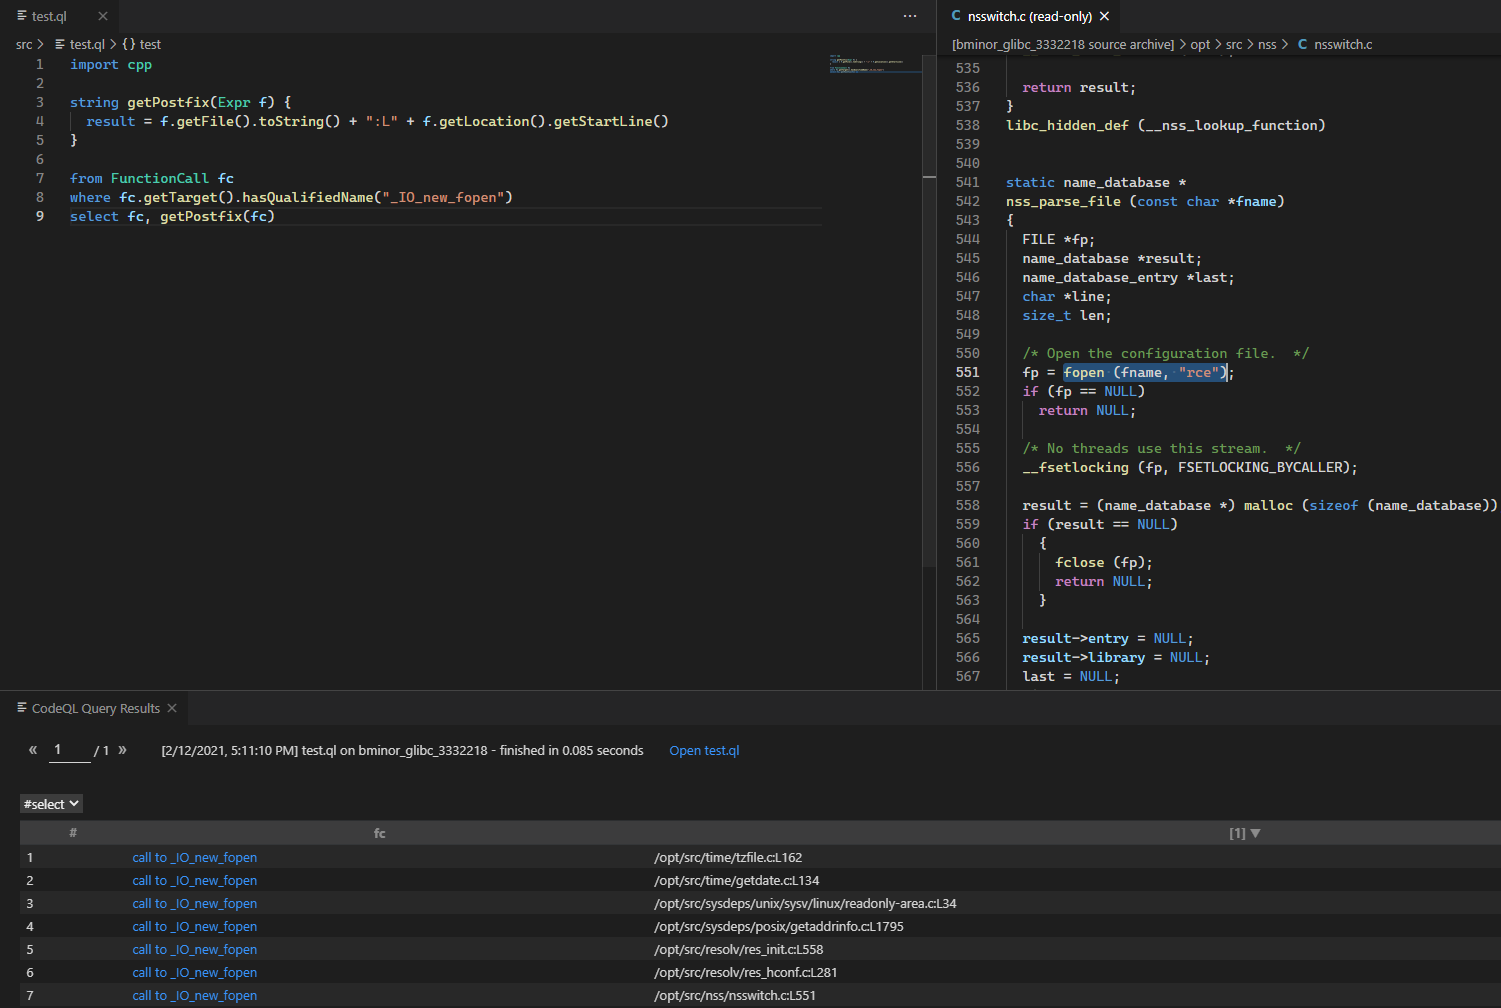 test.ql
src > test.ql > {} test
1 import cpp
2
3 string getPostfix(Expr f) {
4   result = f.getFile().toString() + ":L" + f.getLocation().getStartLine()
5 }
6
7 from FunctionCall fc
8 where fc.getTarget().hasQualifiedName("_IO_new_fopen")
9 select fc, getPostfix(fc)
C nsswitch.c (read-only)
[bminor_glibc_3332218 source archive] > opt > src > nss > C nsswitch.c
535
536   return result;
537 }
538 libc_hidden_def (__nss_lookup_function)
539
540
541 static name_database *
542 nss_parse_file (const char *fname)
543 {
544   FILE *fp;
545   name_database *result;
546   name_database_entry *last;
547   char *line;
548   size_t len;
549
550   /* Open the configuration file.  */
551   fp = fopen (fname, "rce");
552   if (fp == NULL)
553     return NULL;
554
555   /* No threads use this stream.  */
556   __fsetlocking (fp, FSETLOCKING_BYCALLER);
557
558   result = (name_database *) malloc (sizeof (name_database))
559   if (result == NULL)
560     {
561       fclose (fp);
562       return NULL;
563     }
564
565   result->entry = NULL;
566   result->library = NULL;
567   last = NULL;
CodeQL Query Results
« 1 / 1 » [2/12/2021, 5:11:10 PM] test.ql on bminor_glibc_3332218 - finished in 0.085 seconds Open test.ql
#select
# fc [1] ▼
1 call to _IO_new_fopen /opt/src/time/tzfile.c:L162
2 call to _IO_new_fopen /opt/src/time/getdate.c:L134
3 call to _IO_new_fopen /opt/src/sysdeps/unix/sysv/linux/readonly-area.c:L34
4 call to _IO_new_fopen /opt/src/sysdeps/posix/getaddrinfo.c:L1795
5 call to _IO_new_fopen /opt/src/resolv/res_init.c:L558
6 call to _IO_new_fopen /opt/src/resolv/res_hconf.c:L281
7 call to _IO_new_fopen /opt/src/nss/nsswitch.c:L551